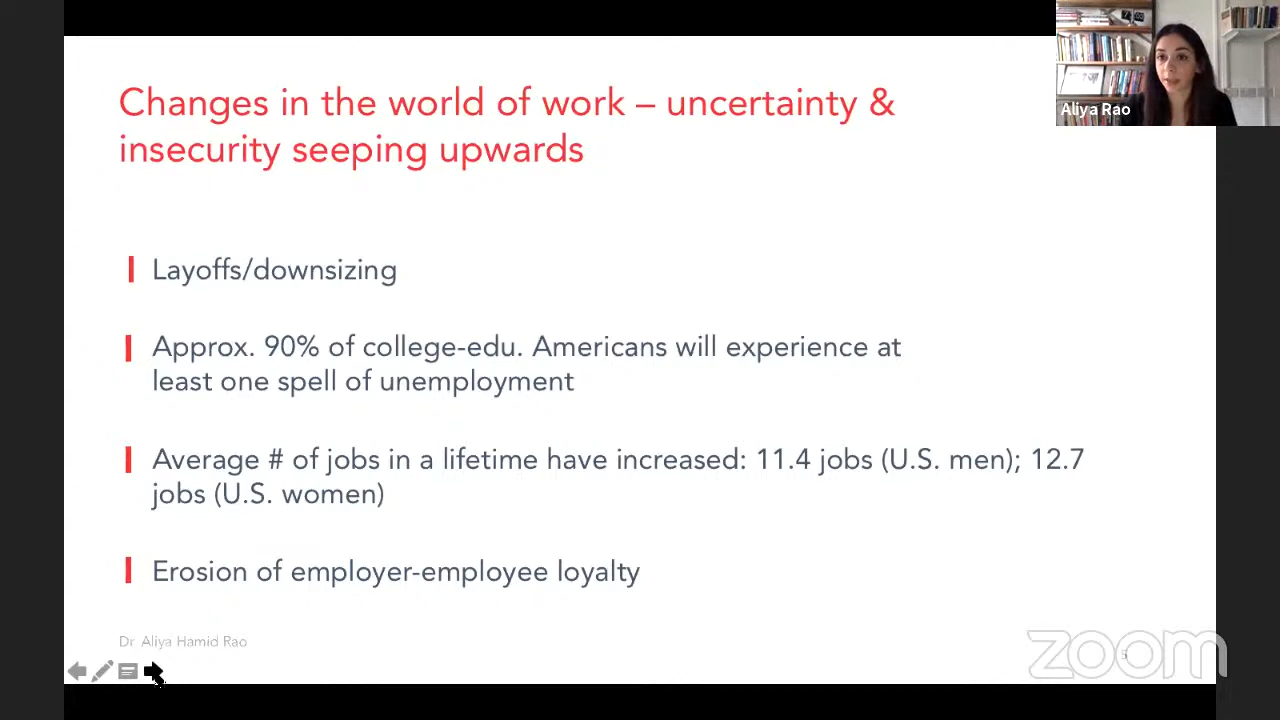 Changes in the world of work – uncertainty &
insecurity seeping upwards
Aliya Rao
Layoffs/downsizing
Approx. 90% of college-edu. Americans will experience at
least one spell of unemployment
Average # of jobs in a lifetime have increased: 11.4 jobs (U.S. men); 12.7
jobs (U.S. women)
Erosion of employer-employee loyalty
Dr Aliya Hamid Rao
5
zoom